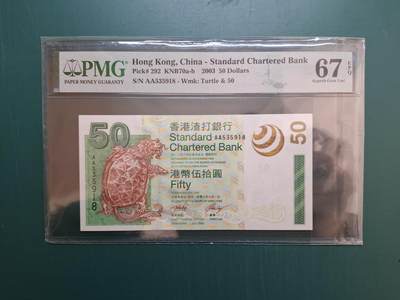 PMG
PAPER MONEY GUARANTY
Hong Kong, China - Standard Chartered Bank
Pick# 292 KNB70a-b 2003 50 Dollars
S/N AA535918 - Wmk: Turtle & 50
67 EPQ
Superb Gem Unc
50
香港渣打銀行
Standard
Chartered Bank
AA535918
50
港幣伍拾圓
Fifty
AA535918